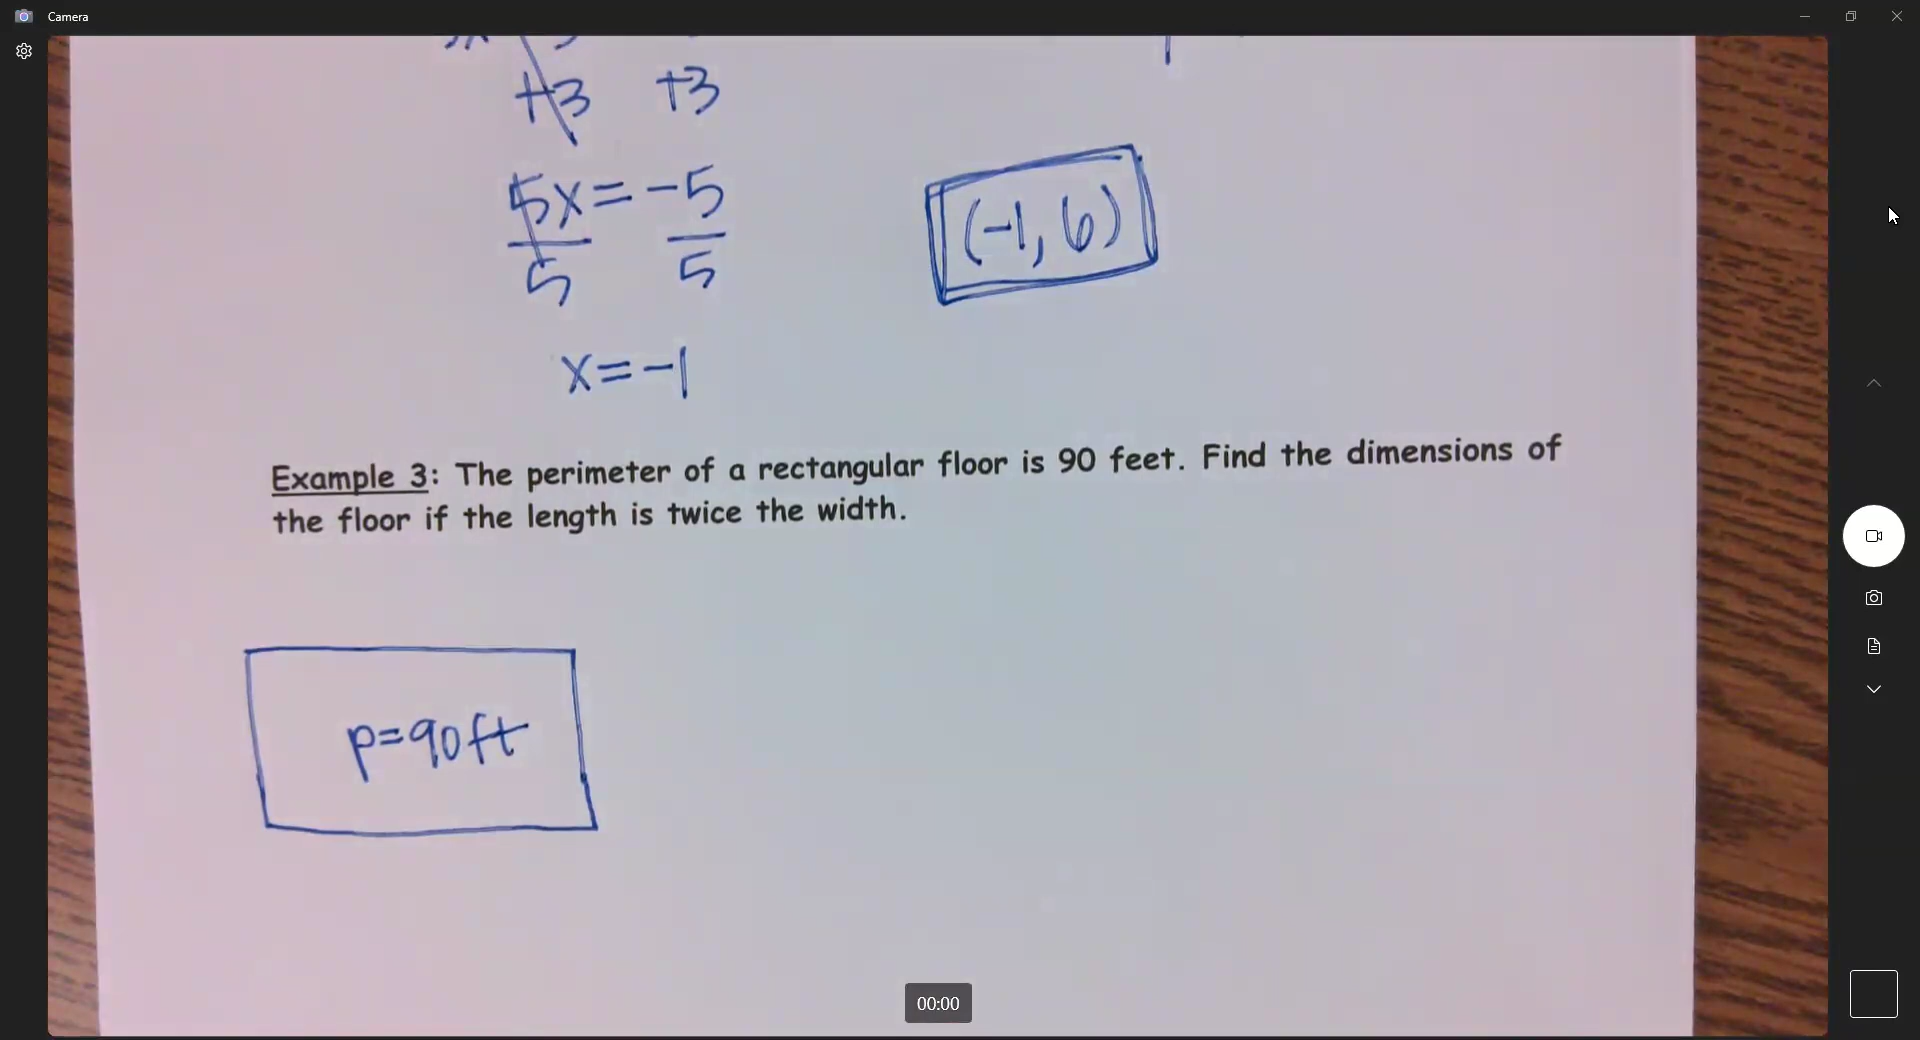 Camera
+3 +3
5x = -5
5 5
(-1, 6)
x = -1
Example 3: The perimeter of a rectangular floor is 90 feet. Find the dimensions of
the floor if the length is twice the width.
p=90ft
00:00